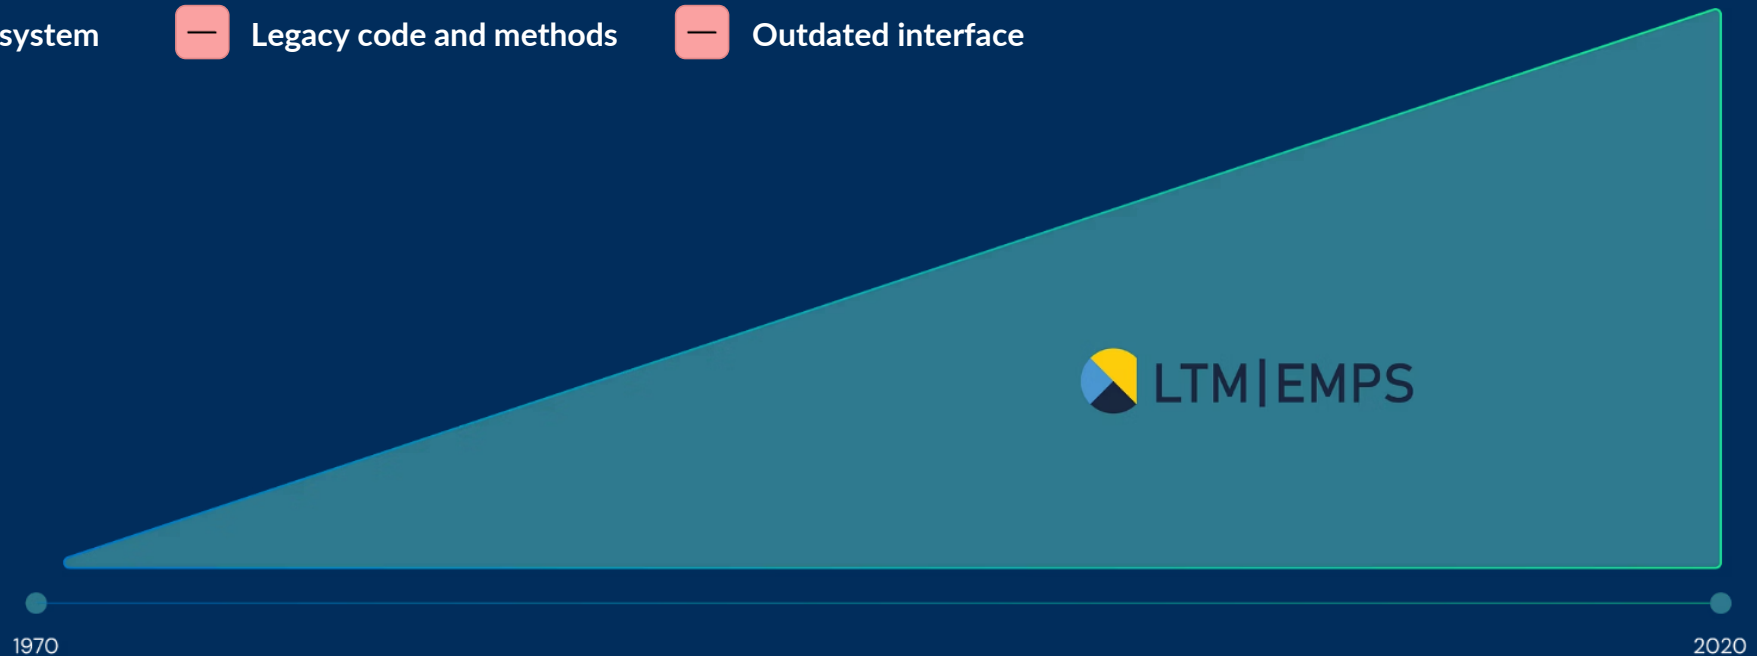 system
Legacy code and methods
Outdated interface
LTM|EMPS
1970
2020